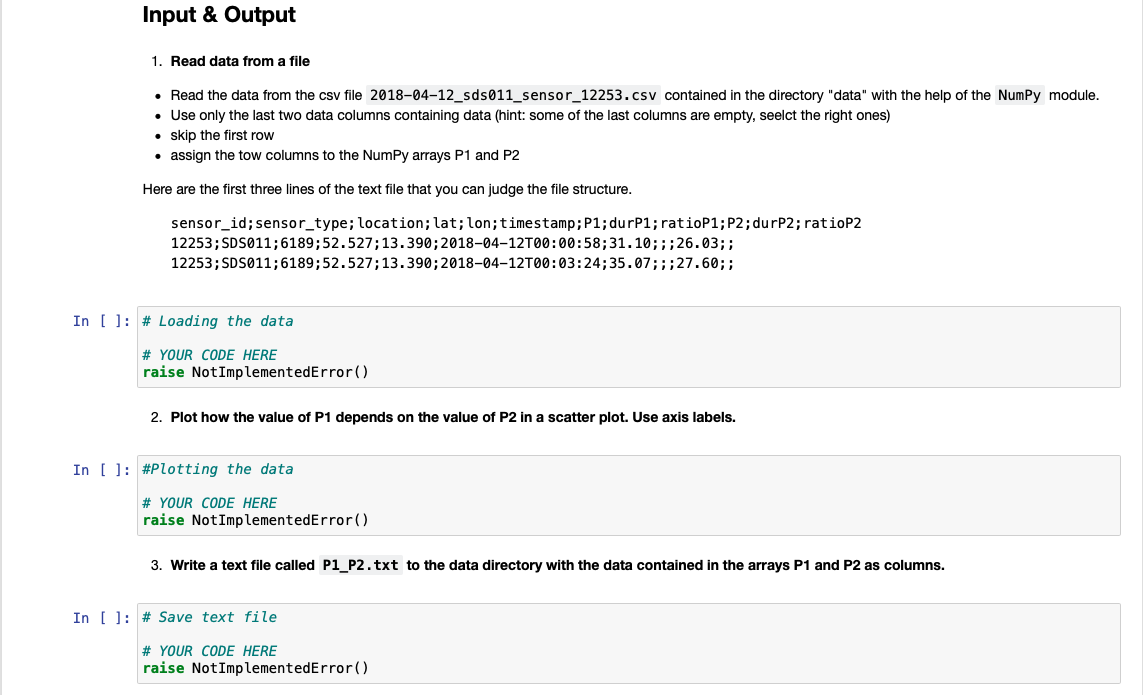 Input & Output
1. Read data from a file
• Read the data from the csv file 2018-04-12_sds011_sensor_12253.csv contained in the directory "data" with the help of the NumPy module.
• Use only the last two data columns containing data (hint: some of the last columns are empty, seelct the right ones)
• skip the first row
• assign the tow columns to the NumPy arrays P1 and P2
Here are the first three lines of the text file that you can judge the file structure.
sensor_id;sensor_type;location;lat;lon;timestamp;P1;durP1;ratioP1;P2;durP2;ratioP2
12253;SDS011;6189;52.527;13.390;2018-04-12T00:00:58;31.10;;;26.03;;
12253;SDS011;6189;52.527;13.390;2018-04-12T00:03:24;35.07;;;27.60;;
In [ ]: # Loading the data
# YOUR CODE HERE
raise NotImplementedError()
2. Plot how the value of P1 depends on the value of P2 in a scatter plot. Use axis labels.
In [ ]: #Plotting the data
# YOUR CODE HERE
raise NotImplementedError()
3. Write a text file called P1_P2.txt to the data directory with the data contained in the arrays P1 and P2 as columns.
In [ ]: # Save text file
# YOUR CODE HERE
raise NotImplementedError()